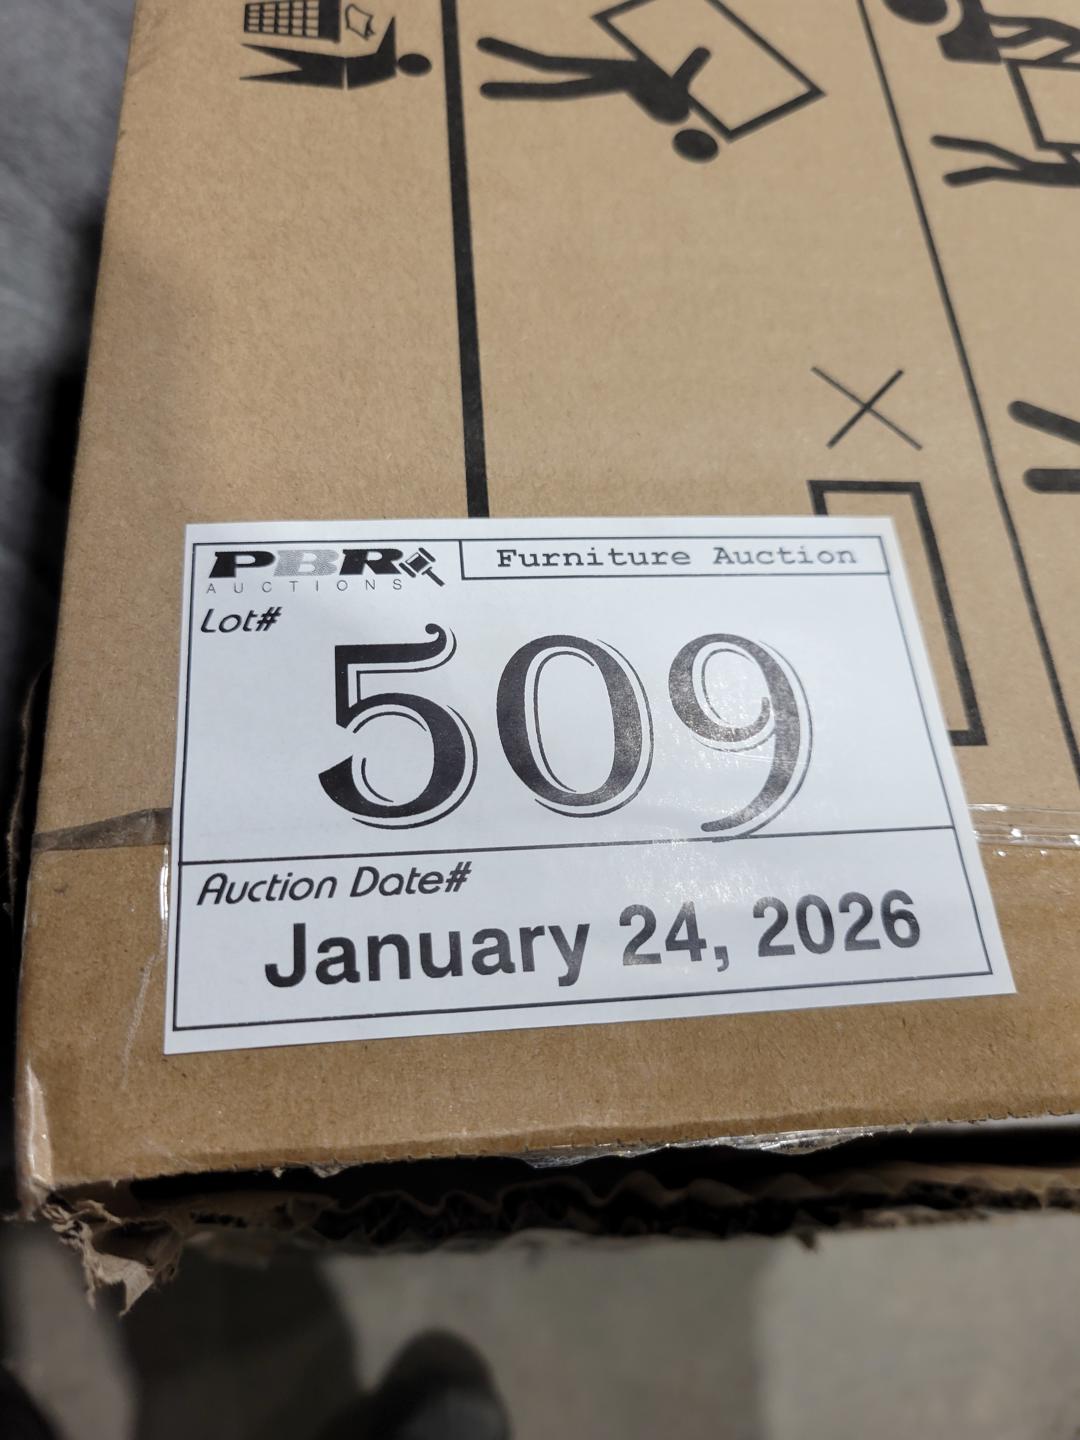 PBR
AUCTIONS
Furniture Auction
Lot#
509
Auction Date#
January 24, 2026